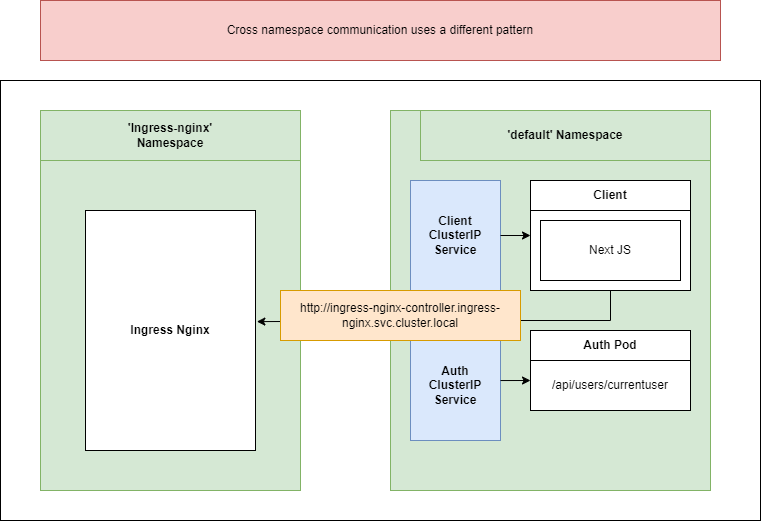 Cross namespace communication uses a different pattern
'Ingress-nginx'
Namespace
'default' Namespace
Client
ClusterIP
Service
Client
Next JS
Ingress Nginx
http://ingress-nginx-controller.ingress-
nginx.svc.cluster.local
Auth
ClusterIP
Service
Auth Pod
/api/users/currentuser